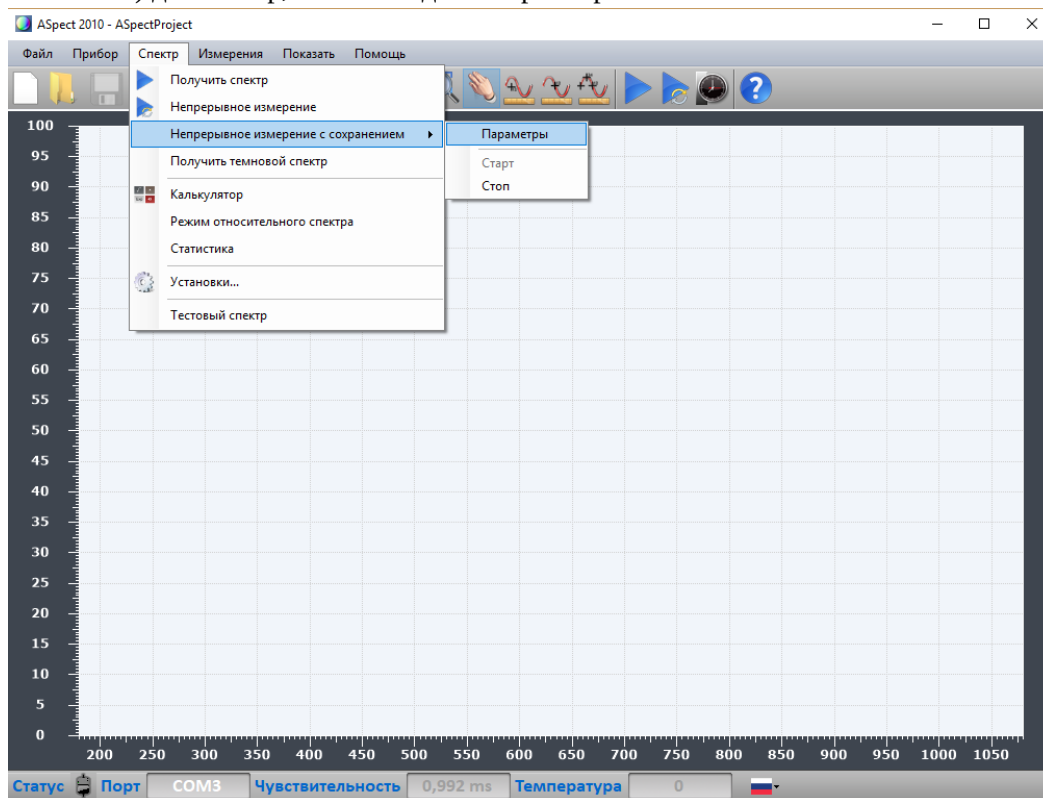 ASpect 2010 - ASpectProject
Файл Прибор Спектр Измерения Показать Помощь
Получить спектр
Непрерывное измерение
Непрерывное измерение с сохранением
Параметры
Получить темновой спектр
Старт
Стоп
Калькулятор
Режим относительного спектра
Статистика
Установки...
Тестовый спектр
100
95
90
85
80
75
70
65
60
55
50
45
40
35
30
25
20
15
10
5
0
200 250 300 350 400 450 500 550 600 650 700 750 800 850 900 950 1000 1050
Статус Порт COM3 Чувствительность 0,992 ms Температура 0